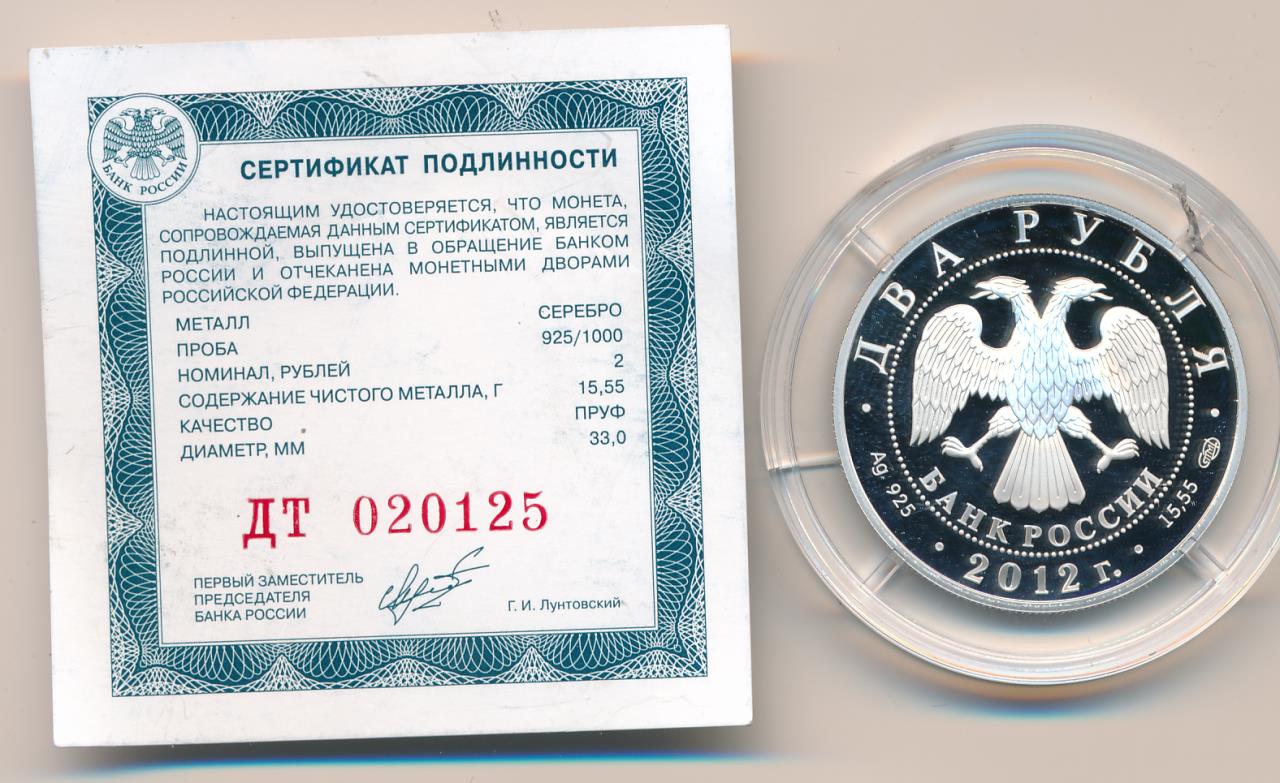 БАНК РОССИИ
СЕРТИФИКАТ ПОДЛИННОСТИ
НАСТОЯЩИМ УДОСТОВЕРЯЕТСЯ, ЧТО МОНЕТА,
СОПРОВОЖДАЕМАЯ ДАННЫМ СЕРТИФИКАТОМ, ЯВЛЯЕТСЯ
ПОДЛИННОЙ, ВЫПУЩЕНА В ОБРАЩЕНИЕ БАНКОМ
РОССИИ И ОТЧЕКАНЕНА МОНЕТНЫМИ ДВОРАМИ
РОССИЙСКОЙ ФЕДЕРАЦИИ.
МЕТАЛЛ СЕРЕБРО
ПРОБА 925/1000
НОМИНАЛ, РУБЛЕЙ 2
СОДЕРЖАНИЕ ЧИСТОГО МЕТАЛЛА, Г 15,55
КАЧЕСТВО ПРУФ
ДИАМЕТР, ММ 33,0
ДТ 020125
ПЕРВЫЙ ЗАМЕСТИТЕЛЬ
ПРЕДСЕДАТЕЛЯ
БАНКА РОССИИ
Г. И. Лунтовский
ДВА РУБЛЯ
Ag 925
БАНК РОССИИ
15,55
СПМД
2012 г.